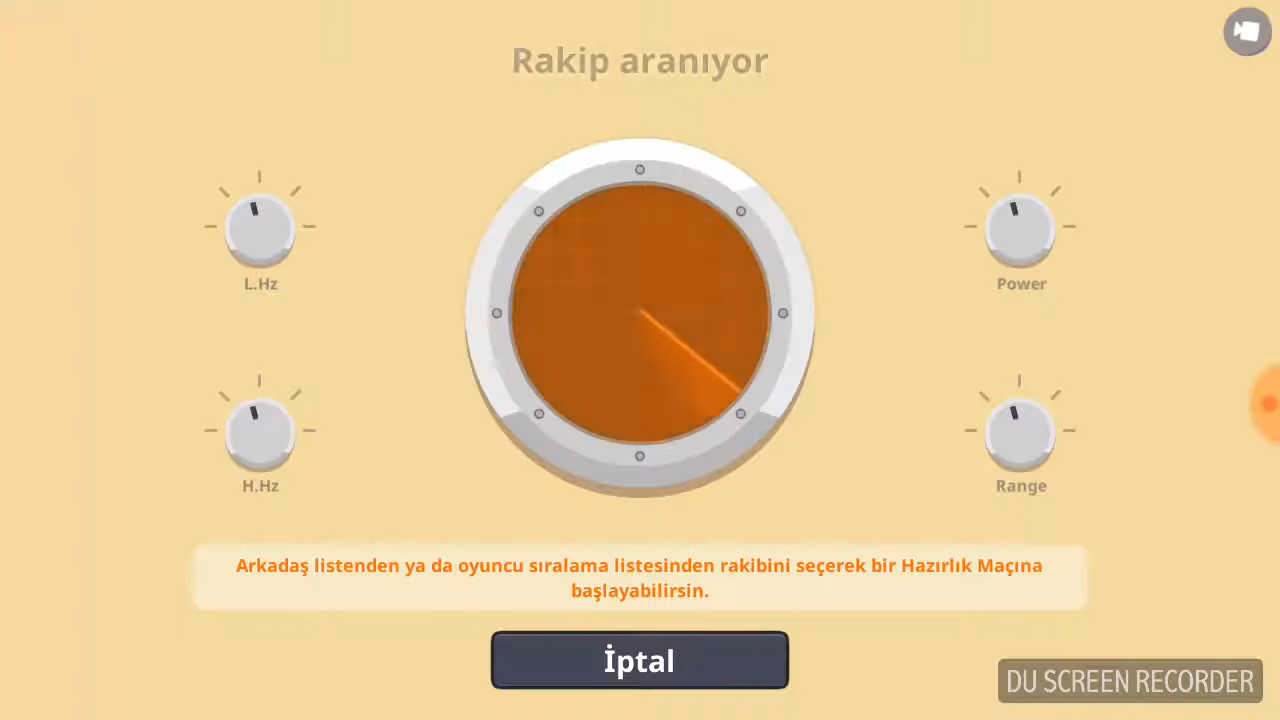 Rakip aranıyor
L.Hz
Power
H.Hz
Range
Arkadaş listenden ya da oyuncu sıralama listesinden rakibini seçerek bir Hazırlık Maçına
başlayabilirsin.
İptal
DU SCREEN RECORDER